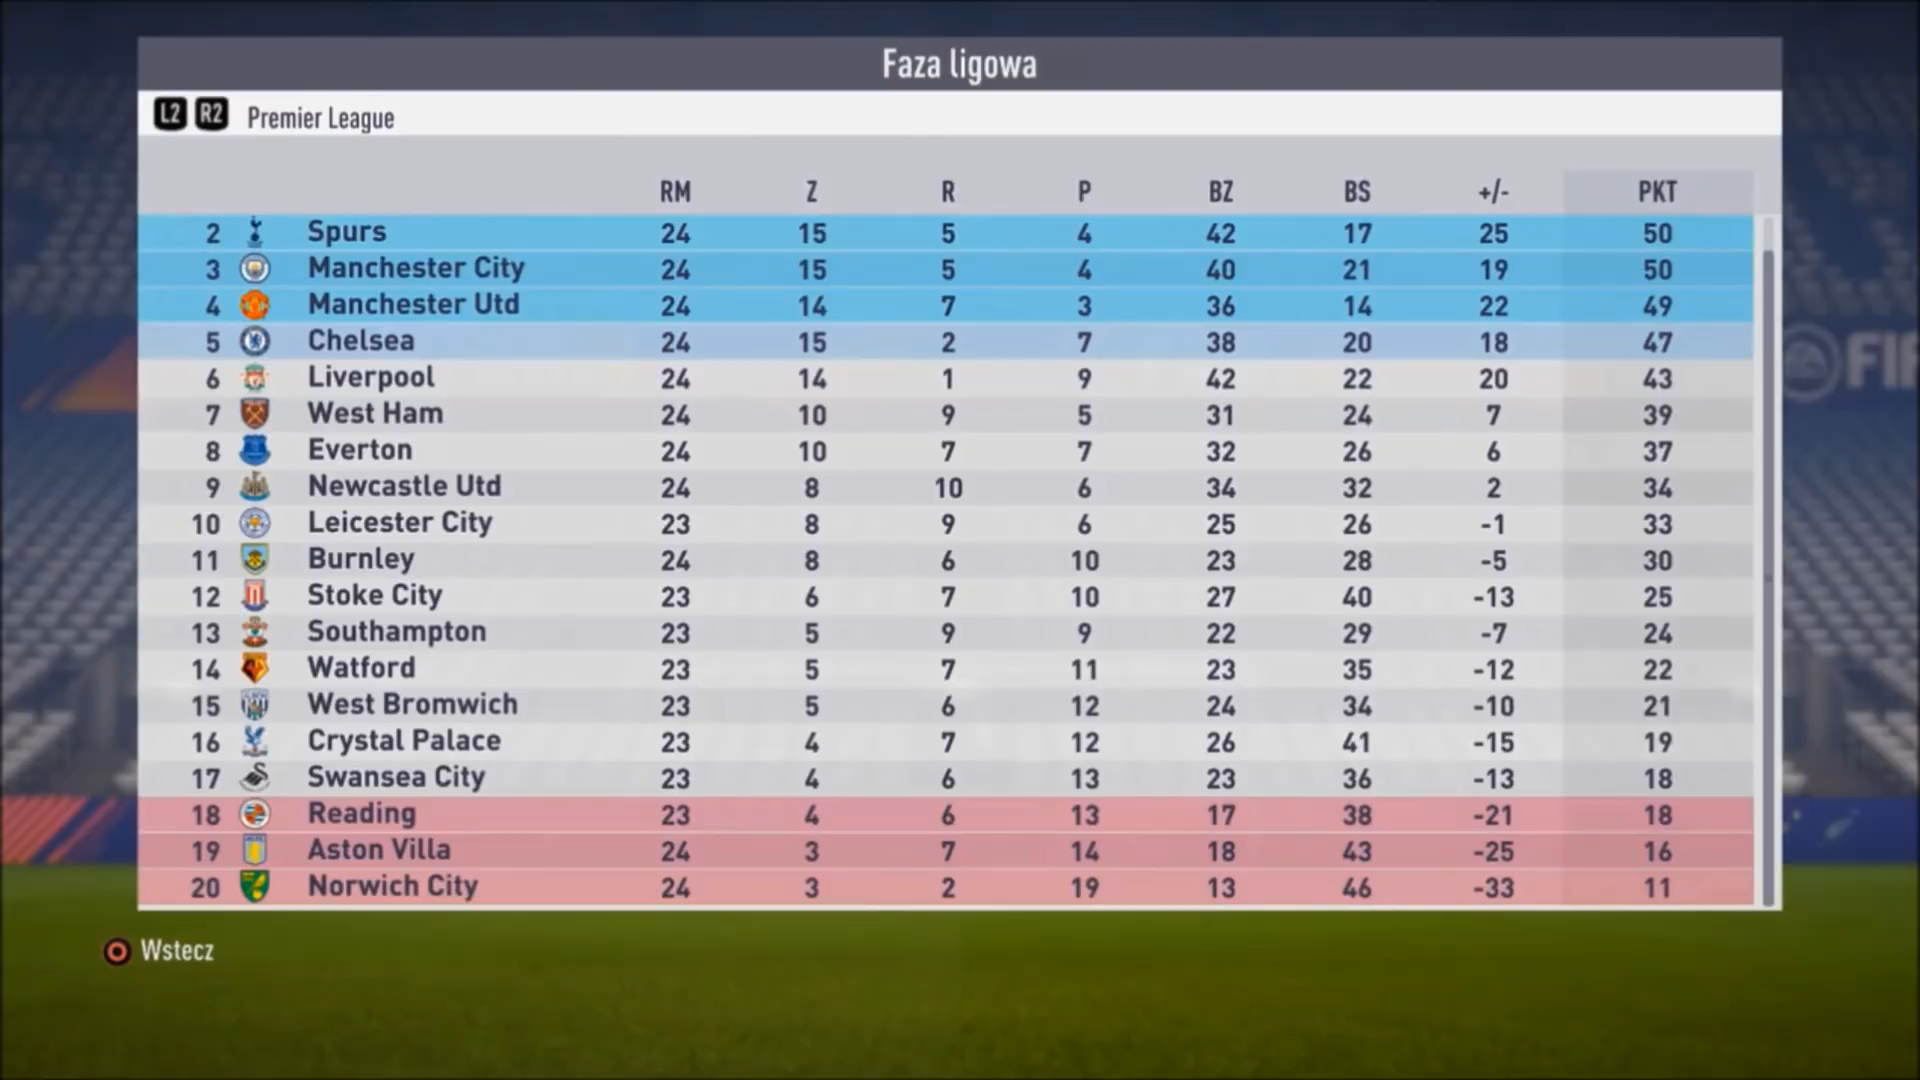 Faza ligowa
L2 R2 Premier League
RM Z R P BZ BS +/- PKT
2 Spurs 24 15 5 4 42 17 25 50
3 Manchester City 24 15 5 4 40 21 19 50
4 Manchester Utd 24 14 7 3 36 14 22 49
5 Chelsea 24 15 2 7 38 20 18 47
6 Liverpool 24 14 1 9 42 22 20 43
7 West Ham 24 10 9 5 31 24 7 39
8 Everton 24 10 7 7 32 26 6 37
9 Newcastle Utd 24 8 10 6 34 32 2 34
10 Leicester City 23 8 9 6 25 26 -1 33
11 Burnley 24 8 6 10 23 28 -5 30
12 Stoke City 23 6 7 10 27 40 -13 25
13 Southampton 23 5 9 9 22 29 -7 24
14 Watford 23 5 7 11 23 35 -12 22
15 West Bromwich 23 5 6 12 24 34 -10 21
16 Crystal Palace 23 4 7 12 26 41 -15 19
17 Swansea City 23 4 6 13 23 36 -13 18
18 Reading 23 4 6 13 17 38 -21 18
19 Aston Villa 24 3 7 14 18 43 -25 16
20 Norwich City 24 3 2 19 13 46 -33 11
Wstecz